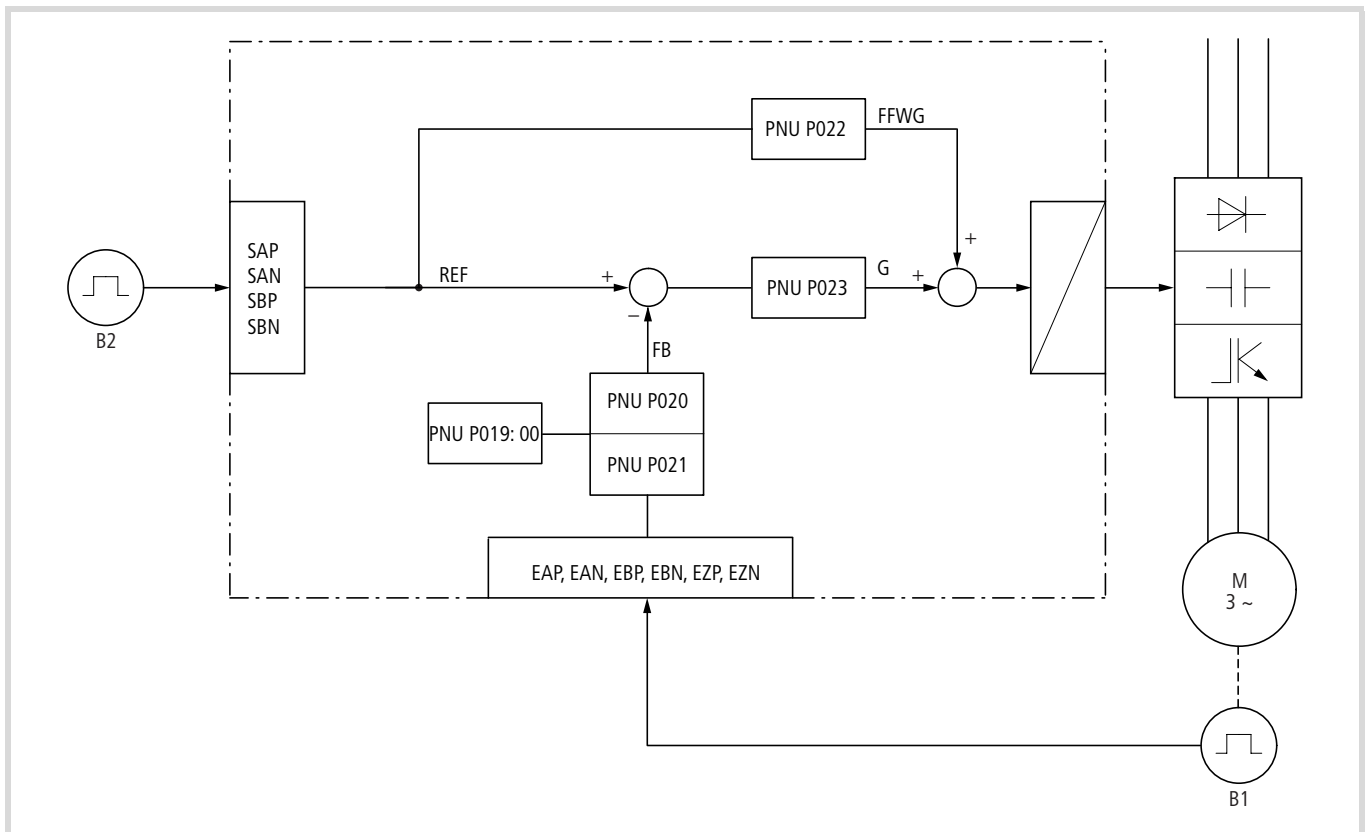 PNU P022
FFWG
+
SAP
SAN
SBP
SBN
REF
+
PNU P023
G
+
B2
−
FB
PNU P020
PNU P019: 00
PNU P021
EAP, EAN, EBP, EBN, EZP, EZN
M
3 ~
B1